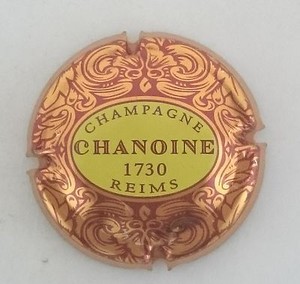 CHAMPAGNE
CHANOINE
1730
REIMS